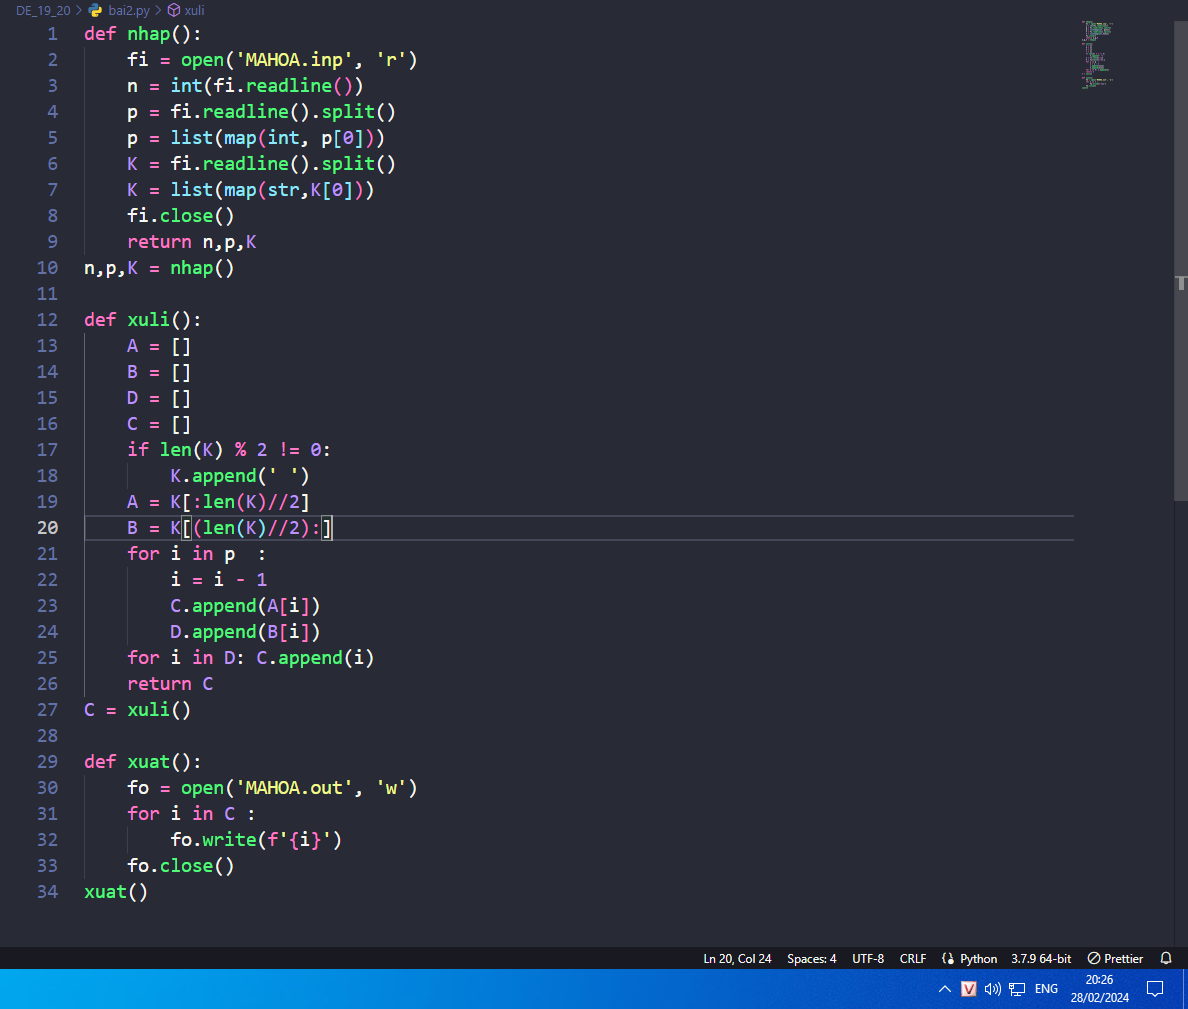 DE_19_20 > bai2.py > xuli
1 def nhap():
2     fi = open('MAHOA.inp', 'r')
3     n = int(fi.readline())
4     p = fi.readline().split()
5     p = list(map(int, p[0]))
6     K = fi.readline().split()
7     K = list(map(str,K[0]))
8     fi.close()
9     return n,p,K
10 n,p,K = nhap()
11
12 def xuli():
13     A = []
14     B = []
15     D = []
16     C = []
17     if len(K) % 2 != 0:
18         K.append(' ')
19     A = K[:len(K)//2]
20     B = K[(len(K)//2):]
21     for i in p  :
22         i = i - 1
23         C.append(A[i])
24         D.append(B[i])
25     for i in D: C.append(i)
26     return C
27 C = xuli()
28
29 def xuat():
30     fo = open('MAHOA.out', 'w')
31     for i in C :
32         fo.write(f'{i}')
33     fo.close()
34 xuat()
Ln 20, Col 24 Spaces: 4 UTF-8 CRLF Python 3.7.9 64-bit Prettier
V ENG 20:26
28/02/2024